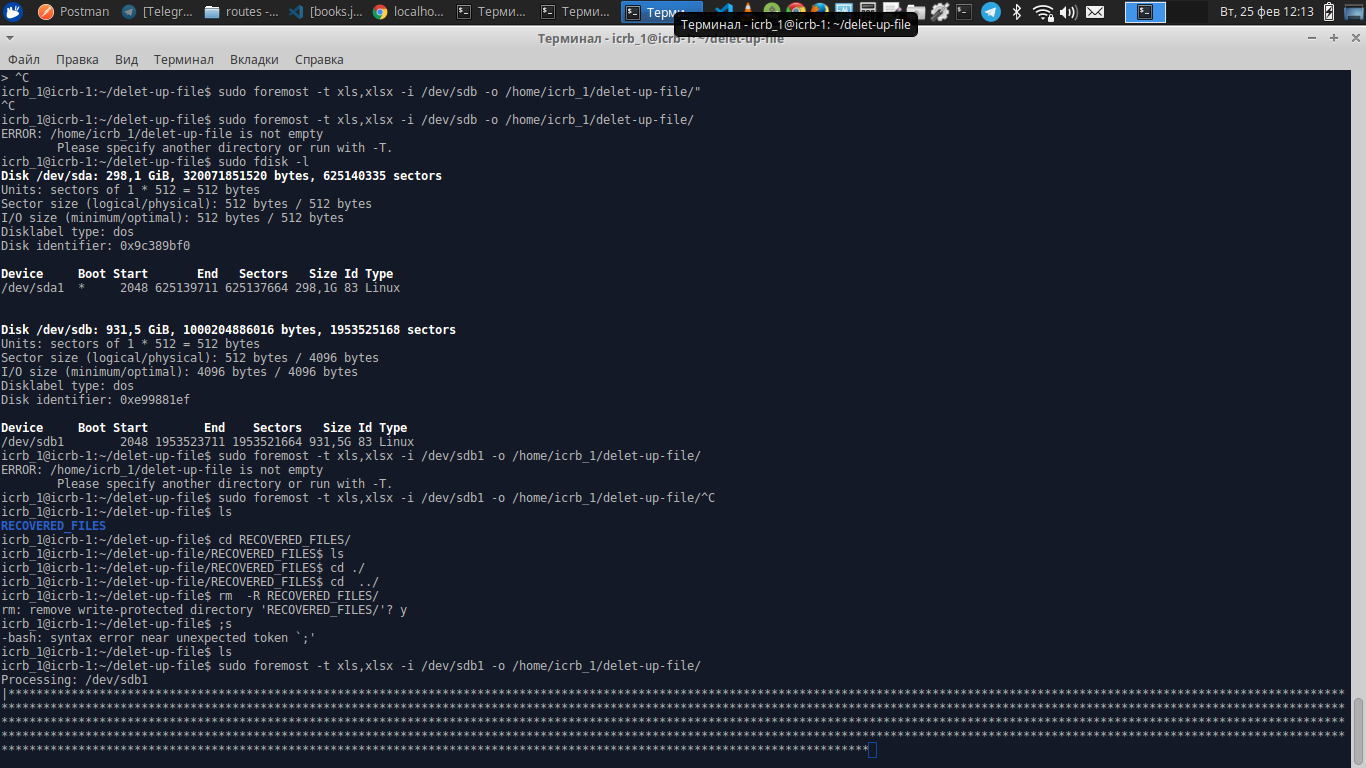 Postman
[Telegr...
routes -...
[books.j...
localho...
Терми...
Терми...
Терми...
Вт, 25 фев 12:13
Терминал - icrb_1@icrb-1: ~/delet-up-file
Терминал - icrb_1@icrb-1: ~/delet-up-file
Файл Правка Вид Терминал Вкладки Справка
> ^C
icrb_1@icrb-1:~/delet-up-file$ sudo foremost -t xls,xlsx -i /dev/sdb -o /home/icrb_1/delet-up-file/"
^C
icrb_1@icrb-1:~/delet-up-file$ sudo foremost -t xls,xlsx -i /dev/sdb -o /home/icrb_1/delet-up-file/
ERROR: /home/icrb_1/delet-up-file is not empty
Please specify another directory or run with -T.
icrb_1@icrb-1:~/delet-up-file$ sudo fdisk -l
Disk /dev/sda: 298,1 GiB, 320071851520 bytes, 625140335 sectors
Units: sectors of 1 * 512 = 512 bytes
Sector size (logical/physical): 512 bytes / 512 bytes
I/O size (minimum/optimal): 512 bytes / 512 bytes
Disklabel type: dos
Disk identifier: 0x9c389bf0
Device     Boot Start       End   Sectors   Size Id Type
/dev/sda1  *     2048 625139711 625137664 298,1G 83 Linux
Disk /dev/sdb: 931,5 GiB, 1000204886016 bytes, 1953525168 sectors
Units: sectors of 1 * 512 = 512 bytes
Sector size (logical/physical): 512 bytes / 4096 bytes
I/O size (minimum/optimal): 4096 bytes / 4096 bytes
Disklabel type: dos
Disk identifier: 0xe99881ef
Device     Boot Start        End    Sectors   Size Id Type
/dev/sdb1        2048 1953523711 1953521664 931,5G 83 Linux
icrb_1@icrb-1:~/delet-up-file$ sudo foremost -t xls,xlsx -i /dev/sdb1 -o /home/icrb_1/delet-up-file/
ERROR: /home/icrb_1/delet-up-file is not empty
Please specify another directory or run with -T.
icrb_1@icrb-1:~/delet-up-file$ sudo foremost -t xls,xlsx -i /dev/sdb1 -o /home/icrb_1/delet-up-file/^C
icrb_1@icrb-1:~/delet-up-file$ ls
RECOVERED_FILES
icrb_1@icrb-1:~/delet-up-file$ cd RECOVERED_FILES/
icrb_1@icrb-1:~/delet-up-file/RECOVERED_FILES$ ls
icrb_1@icrb-1:~/delet-up-file/RECOVERED_FILES$ cd ./
icrb_1@icrb-1:~/delet-up-file/RECOVERED_FILES$ cd  ../
icrb_1@icrb-1:~/delet-up-file$ rm  -R RECOVERED_FILES/
rm: remove write-protected directory 'RECOVERED_FILES/'? y
icrb_1@icrb-1:~/delet-up-file$ ;s
-bash: syntax error near unexpected token `;'
icrb_1@icrb-1:~/delet-up-file$ ls
icrb_1@icrb-1:~/delet-up-file$ sudo foremost -t xls,xlsx -i /dev/sdb1 -o /home/icrb_1/delet-up-file/
Processing: /dev/sdb1
|***********************************************************************************************************************************************************************************************
************************************************************************************************************************************************************************************************
************************************************************************************************************************************************************************************************
************************************************************************************************************************************************************************************************
****************************************************************************************************************************